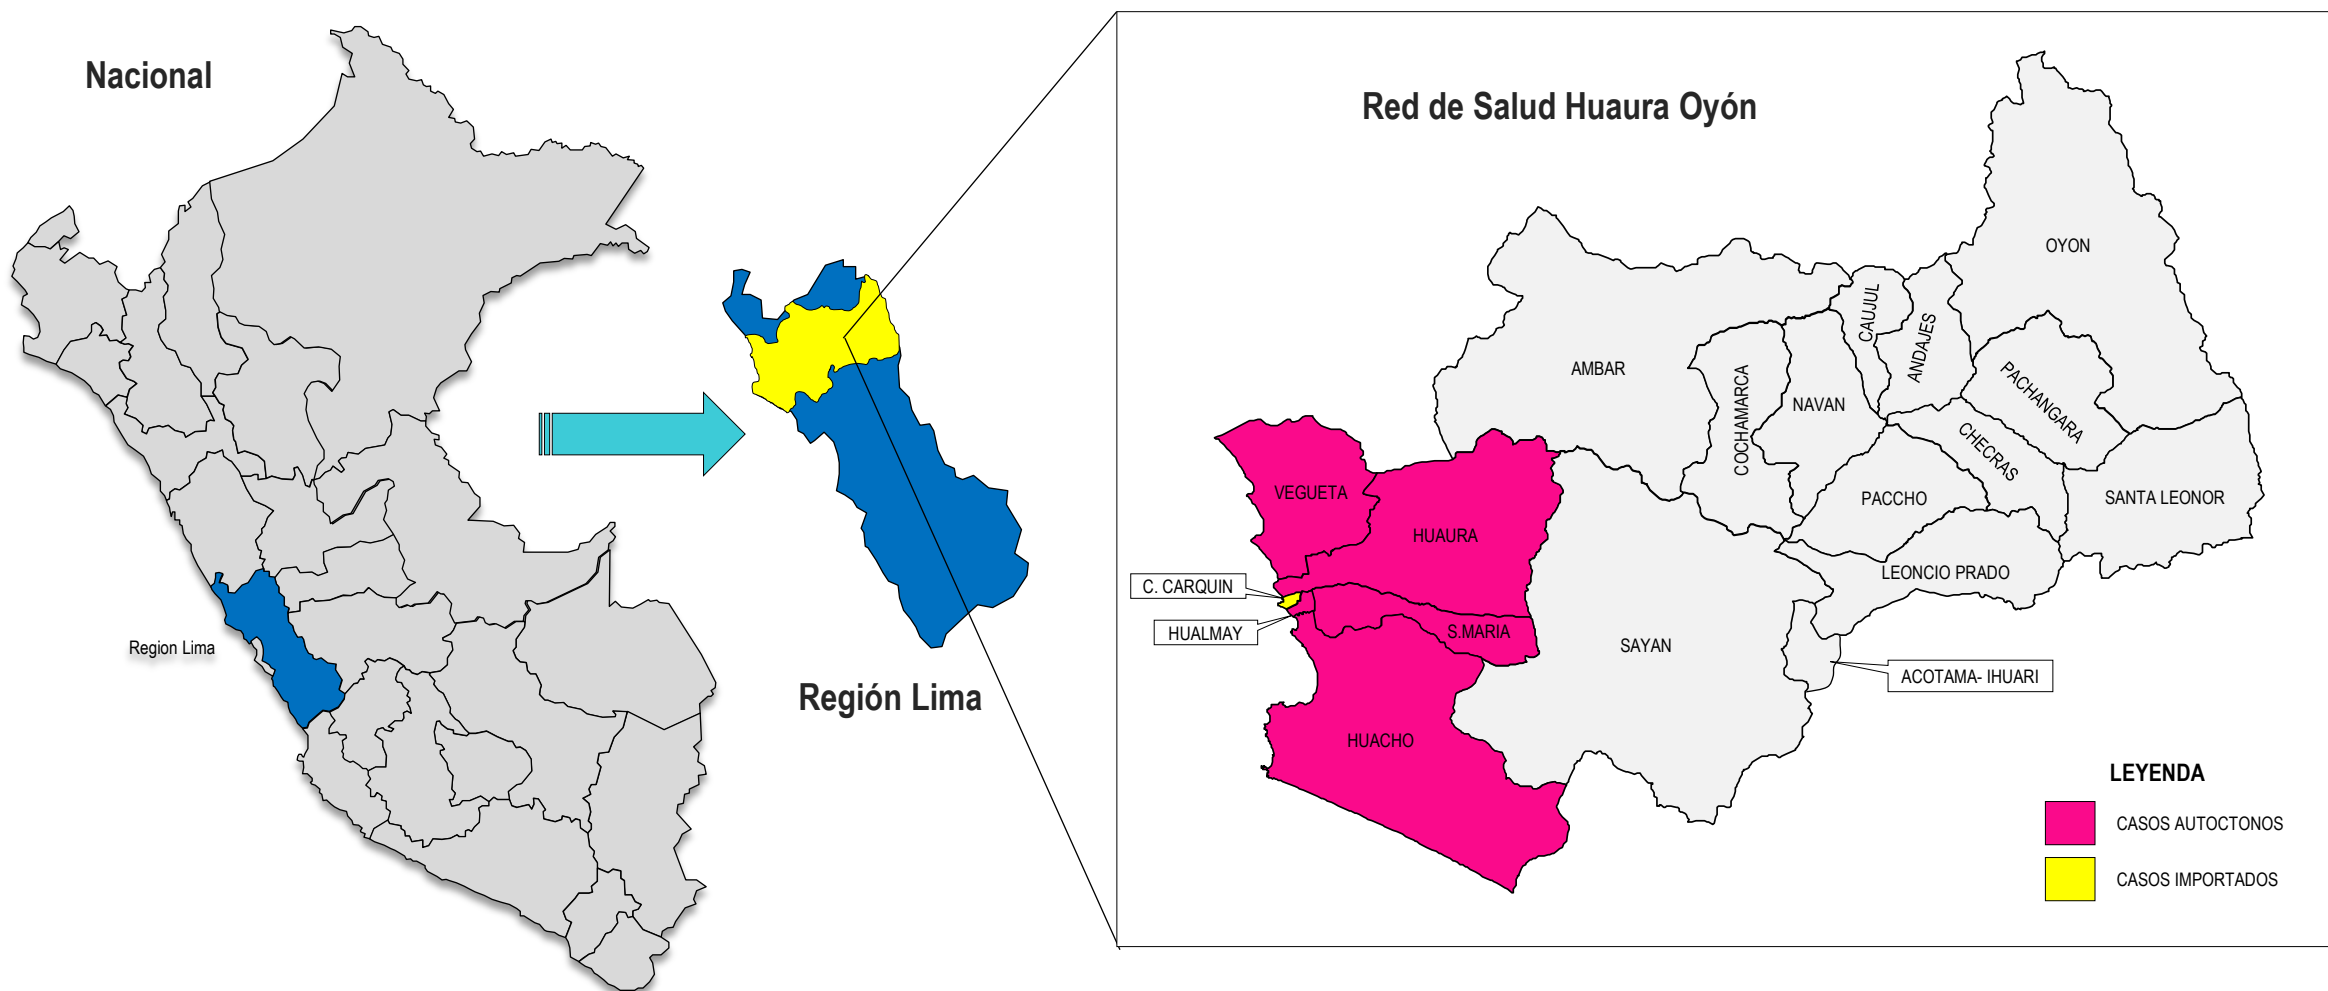 Nacional
Region Lima
Región Lima
Red de Salud Huaura Oyón
OYON
CAUJUL
ANDAJES
AMBAR
COCHAMARCA
NAVAN
PACHANGARA
CHECRAS
VEGUETA
PACCHO
SANTA LEONOR
HUAURA
LEONCIO PRADO
C. CARQUIN
HUALMAY
S.MARIA
SAYAN
ACOTAMA- IHUARI
HUACHO
LEYENDA
CASOS AUTOCTONOS
CASOS IMPORTADOS